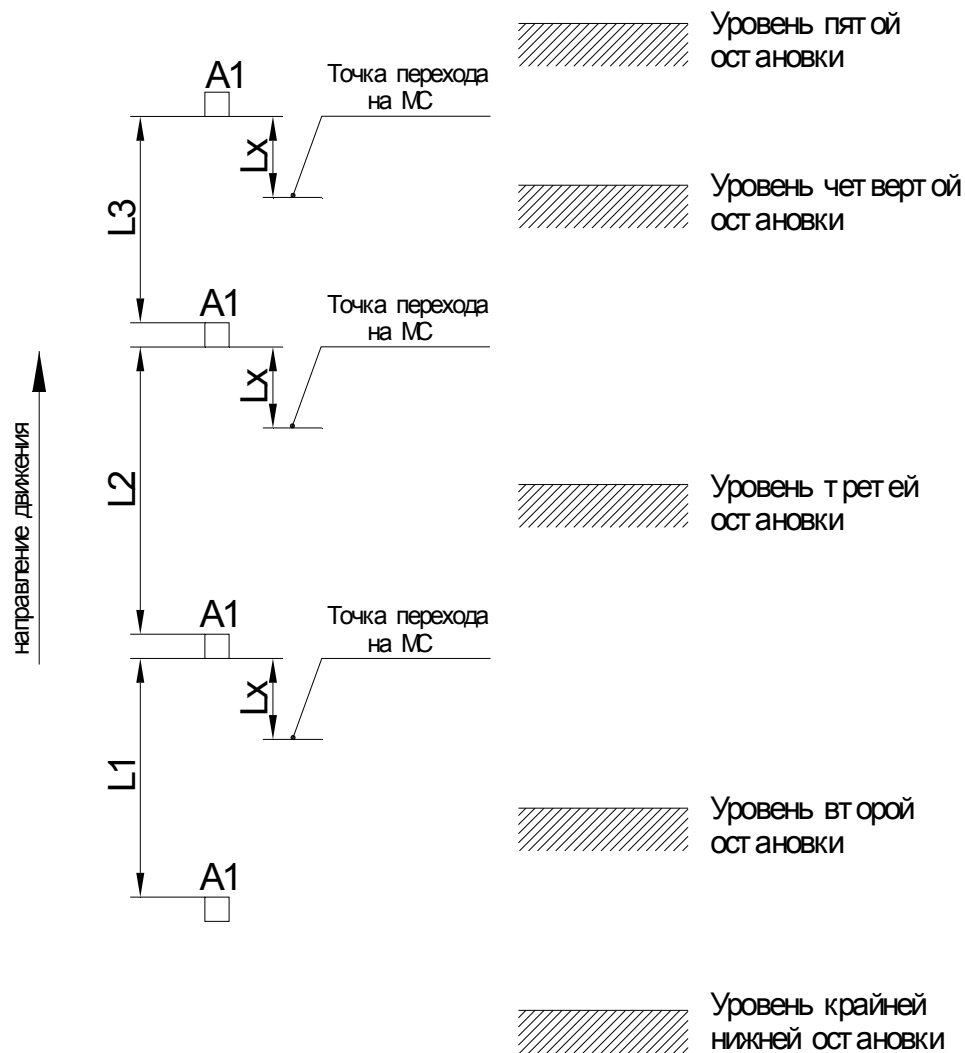 Уровень пятой
остановки
A1
Точка перехода
на МС
Lx
Уровень четвертой
остановки
L3
A1
Точка перехода
на МС
Lx
направление движения
L2
Уровень третей
остановки
A1
Точка перехода
на МС
Lx
L1
Уровень второй
остановки
A1
Уровень крайней
нижней остановки